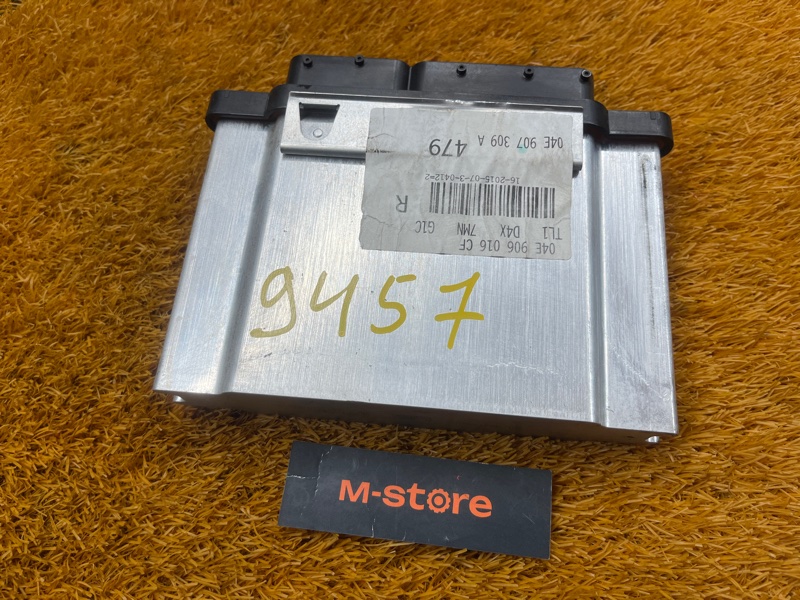 04E 906 016 CF
TL1 D4X 7MN G1C
R
16-2015-07-3-0412=2
479
04E 907 309 A
9457
M-store